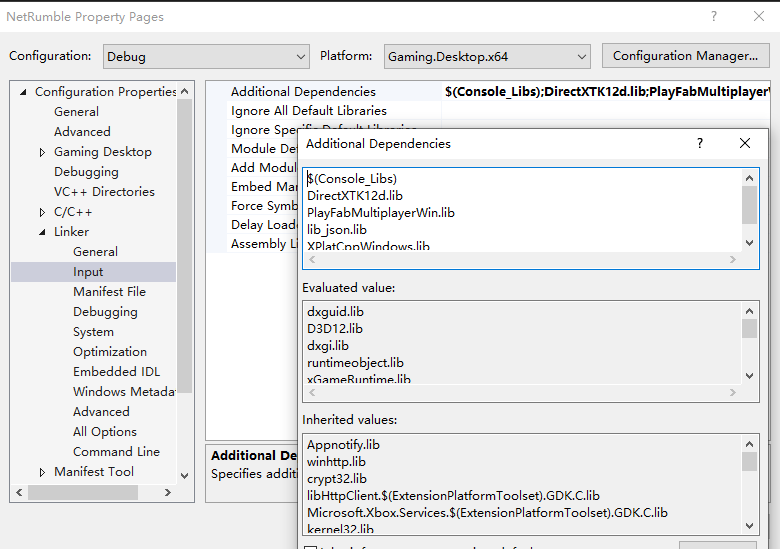 NetRumble Property Pages
Configuration: Debug Platform: Gaming.Desktop.x64 Configuration Manager...
Configuration Properties
General
Advanced
Gaming Desktop
Debugging
VC++ Directories
C/C++
Linker
General
Input
Manifest File
Debugging
System
Optimization
Embedded IDL
Windows Metada
Advanced
All Options
Command Line
Manifest Tool
Additional Dependencies $(Console_Libs);DirectXTK12d.lib;PlayFabMultiplayerW
Ignore All Default Libraries
Ignore Specific Default Libraries
Module De
Add Modul
Embed Ma
Force Symb
Delay Loade
Assembly Li
Additional De
Specifies additi
Additional Dependencies
$(Console_Libs)
DirectXTK12d.lib
PlayFabMultiplayerWin.lib
lib_json.lib
XPlatCppWindows.lib
Evaluated value:
dxguid.lib
D3D12.lib
dxgi.lib
runtimeobject.lib
xGameRuntime.lib
Inherited values:
Appnotify.lib
winhttp.lib
crypt32.lib
libHttpClient.$(ExtensionPlatformToolset).GDK.C.lib
Microsoft.Xbox.Services.$(ExtensionPlatformToolset).GDK.C.lib
kernel32.lib